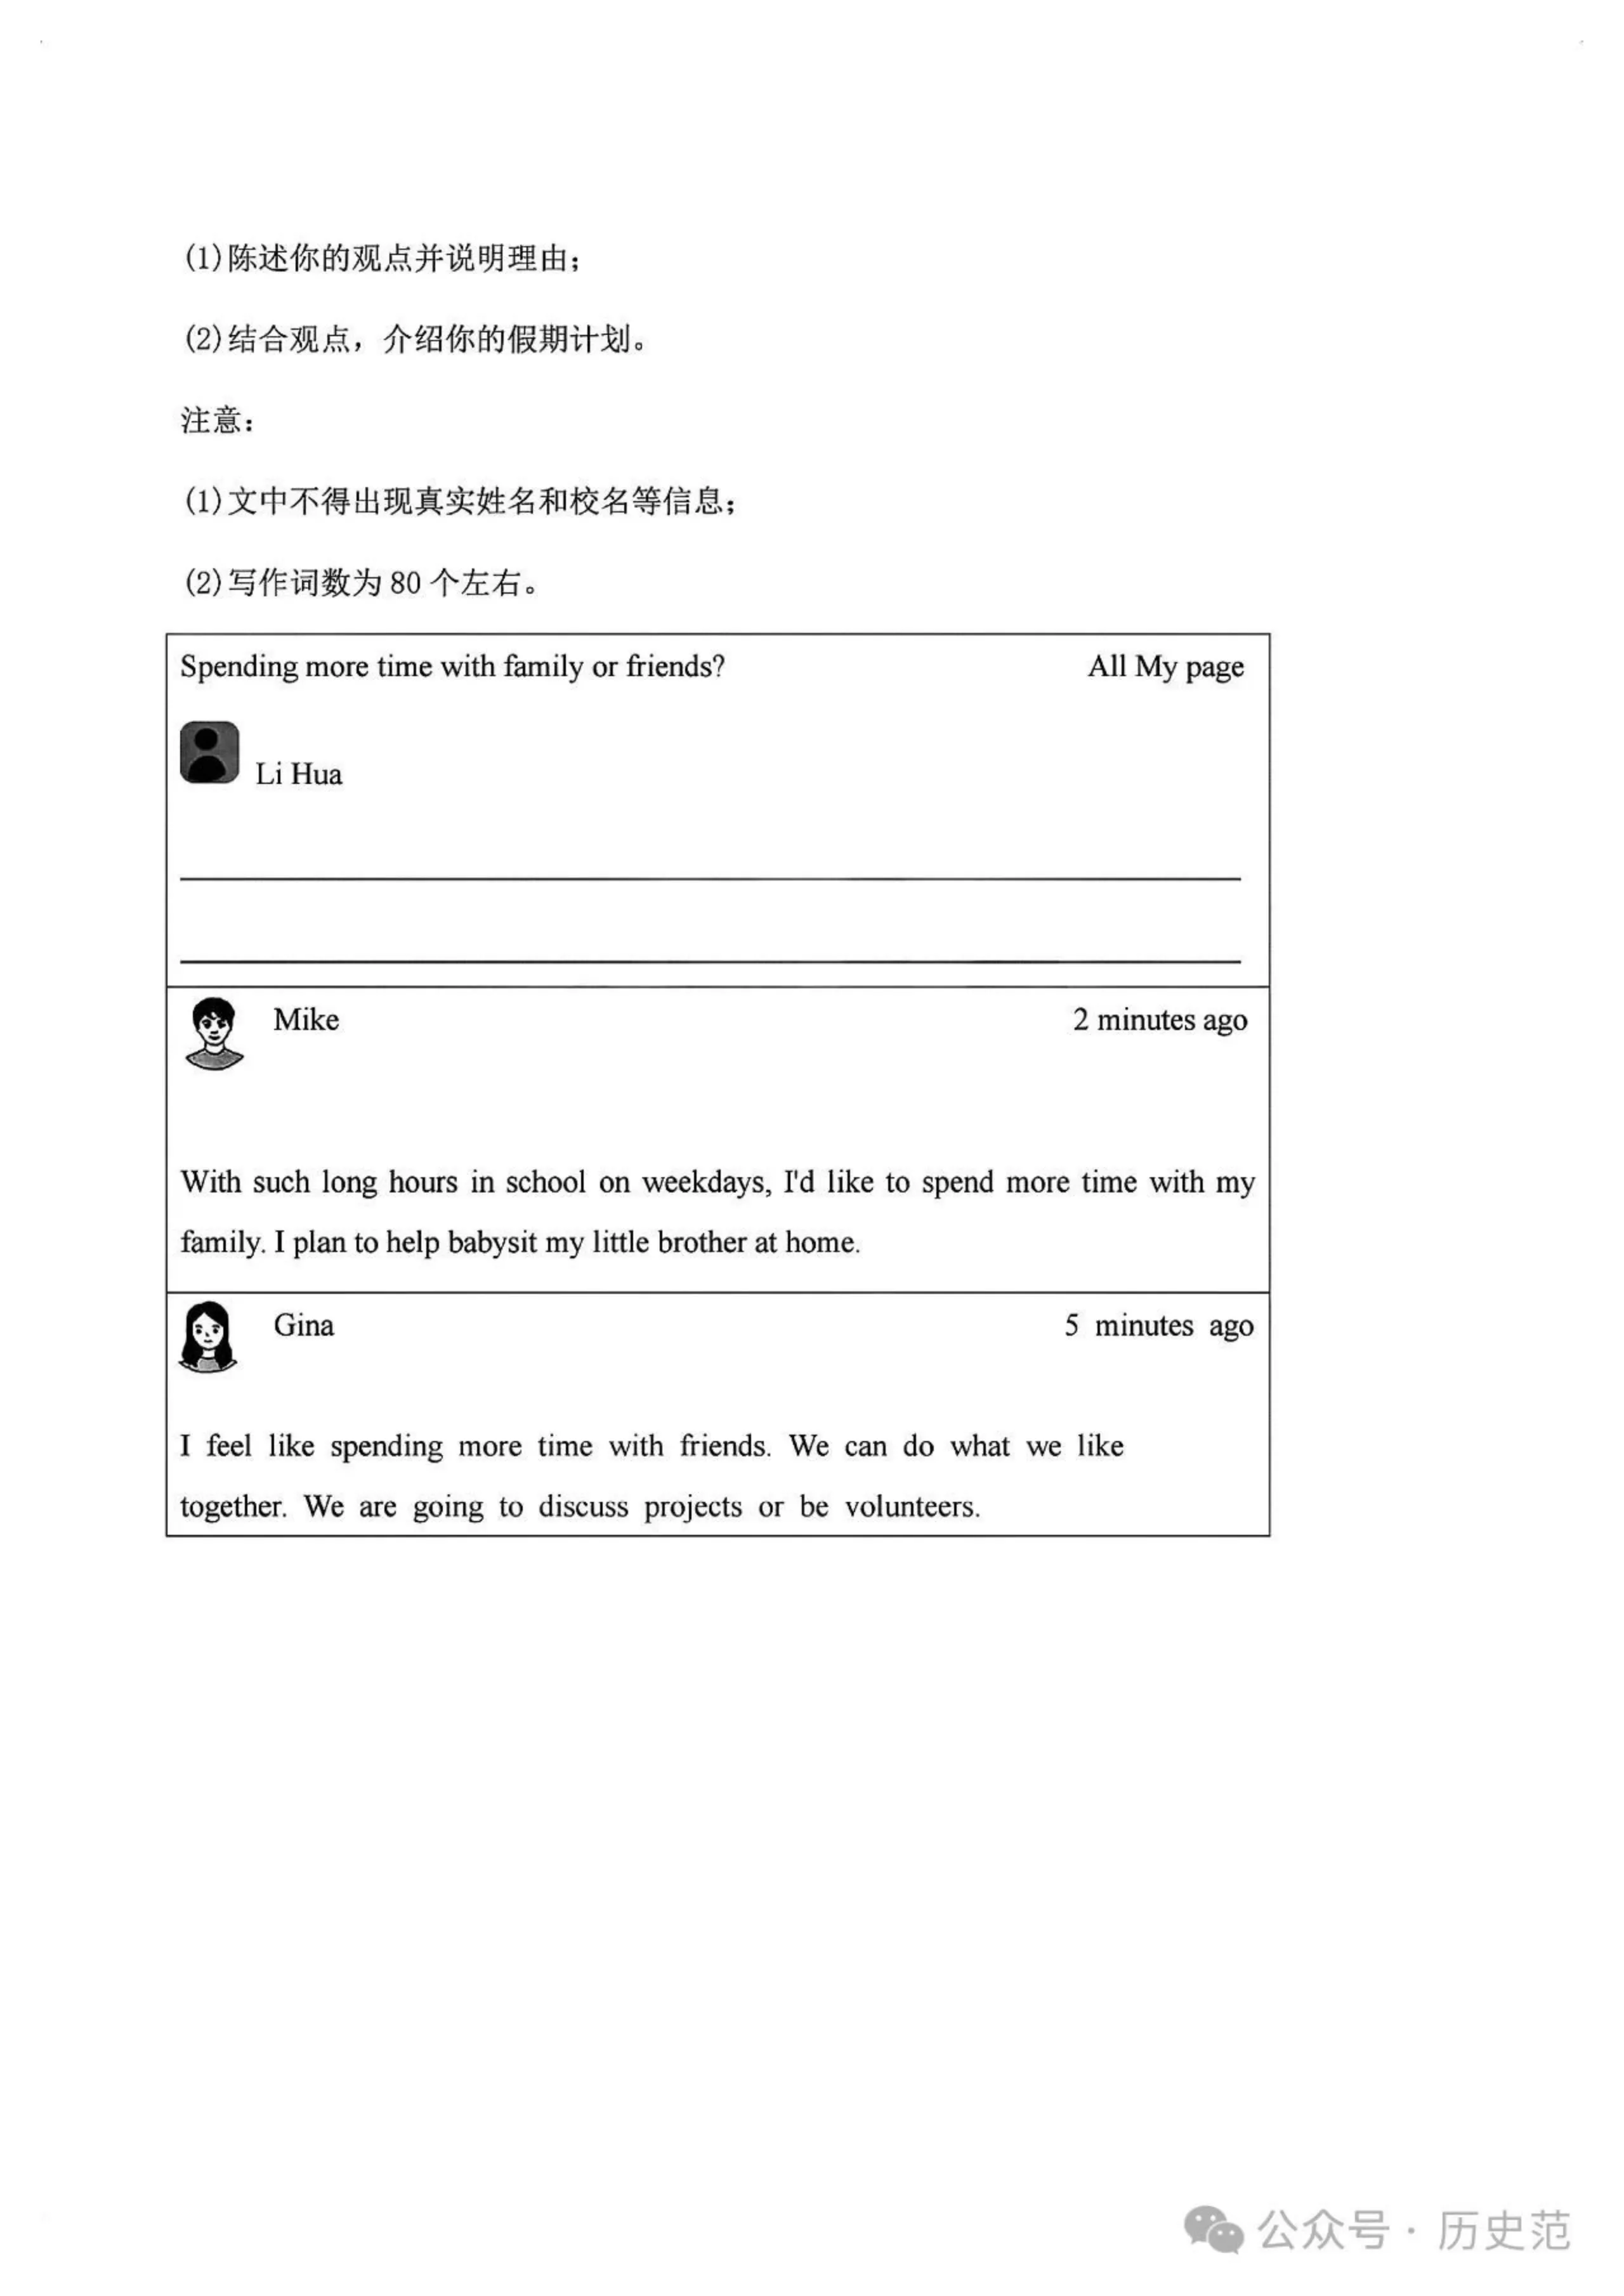 (1)陈述你的观点并说明理由；
(2)结合观点，介绍你的假期计划。
注意：
(1)文中不得出现真实姓名和校名等信息；
(2)写作词数为 80 个左右。
Spending more time with family or friends? All My page
Li Hua
Mike 2 minutes ago
With such long hours in school on weekdays, I'd like to spend more time with my
family. I plan to help babysit my little brother at home.
Gina 5 minutes ago
I feel like spending more time with friends. We can do what we like
together. We are going to discuss projects or be volunteers.
公众号 · 历史范